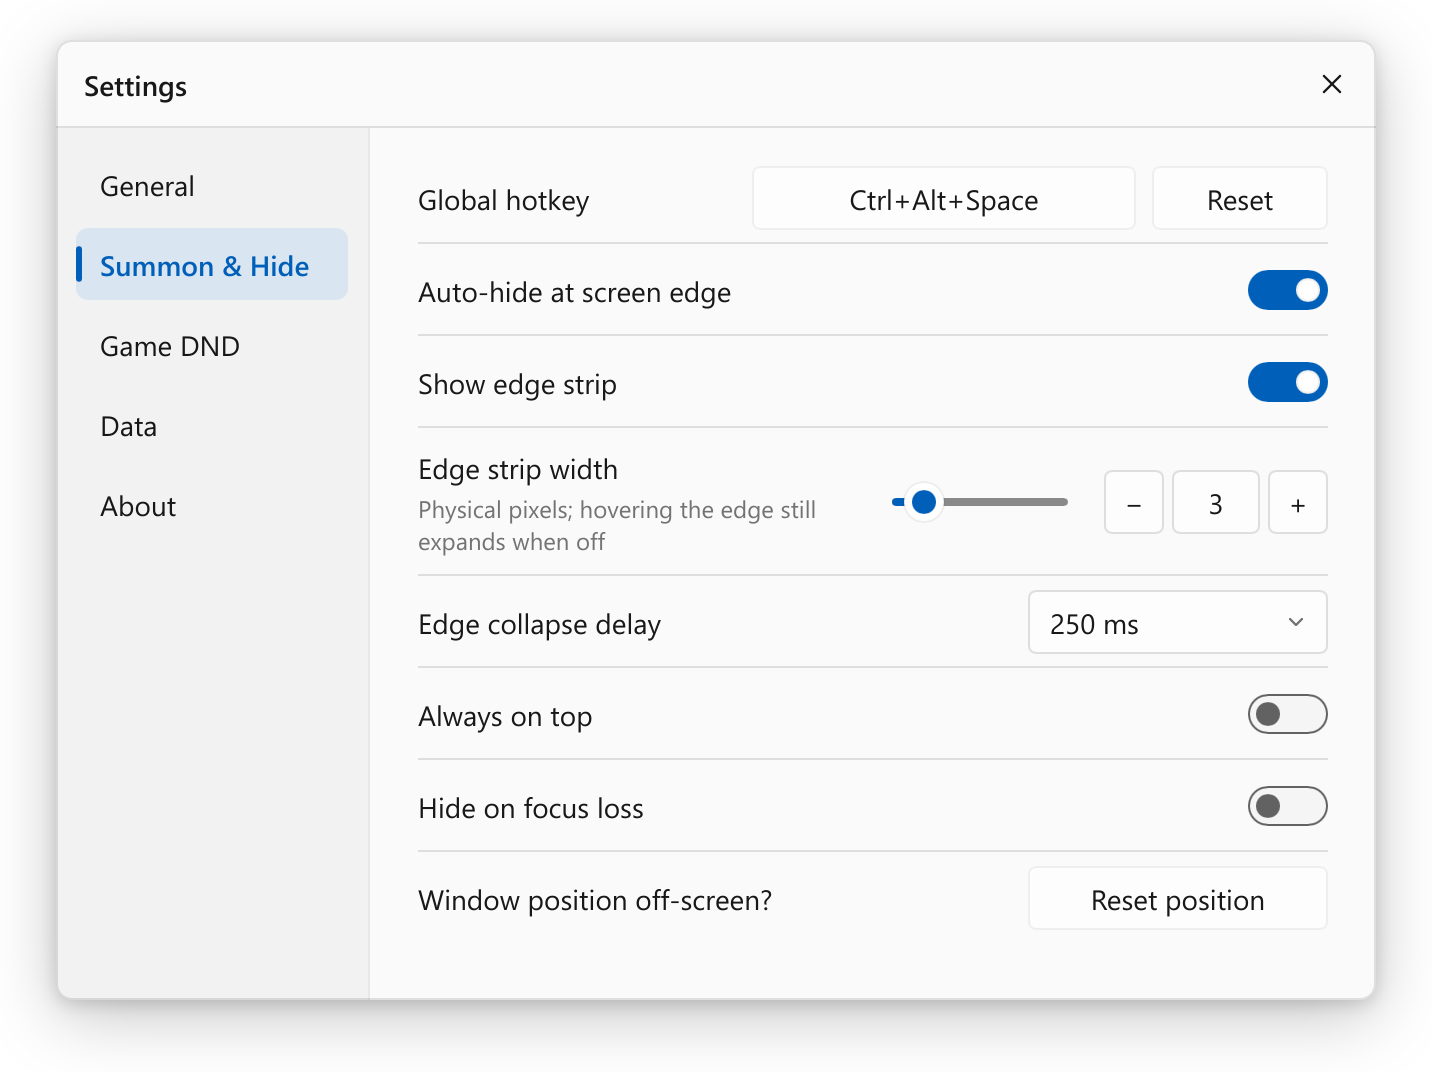 Settings
General
Summon & Hide
Game DND
Data
About
Global hotkey
Ctrl+Alt+Space
Reset
Auto-hide at screen edge
Show edge strip
Edge strip width
Physical pixels; hovering the edge still
expands when off
−
3
+
Edge collapse delay
250 ms
Always on top
Hide on focus loss
Window position off-screen?
Reset position